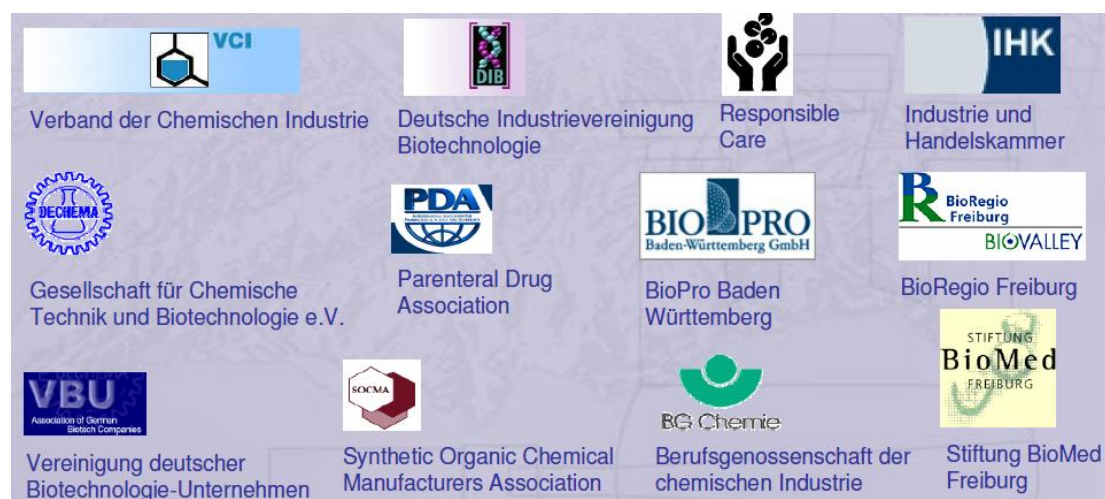 VCI
DIB
IHK
Verband der Chemischen Industrie
Deutsche Industrievereinigung
Biotechnologie
Responsible
Care
Industrie und
Handelskammer
DECHEMA
PDA
BIOPRO
Baden-Württemberg GmbH
BioRegio
Freiburg
BIOVALLEY
Gesellschaft für Chemische
Technik und Biotechnologie e.V.
Parenteral Drug
Association
BioPro Baden
Württemberg
BioRegio Freiburg
VBU
Association of German
Biotech Companies
SOCMA
BG Chemie
STIFTUNG
BioMed
FREIBURG
Vereinigung deutscher
Biotechnologie-Unternehmen
Synthetic Organic Chemical
Manufacturers Association
Berufsgenossenschaft der
chemischen Industrie
Stiftung BioMed
Freiburg